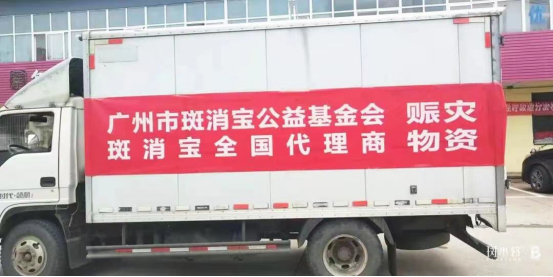 广州市斑消宝公益基金会 赈灾
斑消宝全国代理商 物资